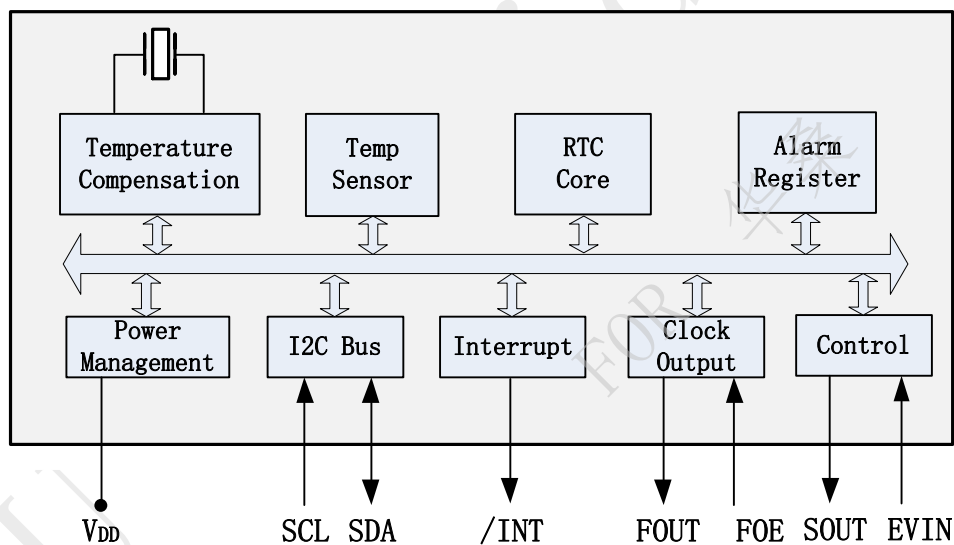 Temperature
Compensation
Temp
Sensor
RTC
Core
Alarm
Register
Power
Management
I2C Bus
Interrupt
Clock
Output
Control
VDD
SCL
SDA
/INT
FOUT
FOE
SOUT
EVIN
FOR